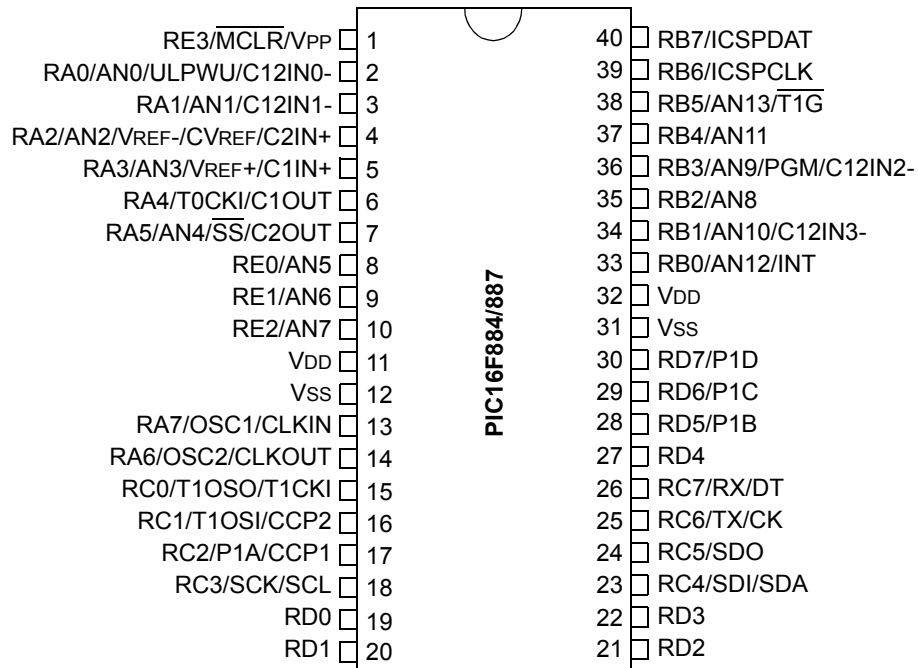 RE3/MCLR/VPP 1
RA0/AN0/ULPWU/C12IN0- 2
RA1/AN1/C12IN1- 3
RA2/AN2/VREF-/CVREF/C2IN+ 4
RA3/AN3/VREF+/C1IN+ 5
RA4/T0CKI/C1OUT 6
RA5/AN4/SS/C2OUT 7
RE0/AN5 8
RE1/AN6 9
RE2/AN7 10
VDD 11
VSS 12
RA7/OSC1/CLKIN 13
RA6/OSC2/CLKOUT 14
RC0/T1OSO/T1CKI 15
RC1/T1OSI/CCP2 16
RC2/P1A/CCP1 17
RC3/SCK/SCL 18
RD0 19
RD1 20
PIC16F884/887
40 RB7/ICSPDAT
39 RB6/ICSPCLK
38 RB5/AN13/T1G
37 RB4/AN11
36 RB3/AN9/PGM/C12IN2-
35 RB2/AN8
34 RB1/AN10/C12IN3-
33 RB0/AN12/INT
32 VDD
31 VSS
30 RD7/P1D
29 RD6/P1C
28 RD5/P1B
27 RD4
26 RC7/RX/DT
25 RC6/TX/CK
24 RC5/SDO
23 RC4/SDI/SDA
22 RD3
21 RD2